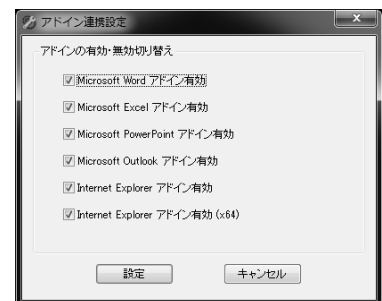 アドイン連携設定
アドインの有効・無効切り替え
Microsoft Word アドイン有効
Microsoft Excel アドイン有効
Microsoft PowerPoint アドイン有効
Microsoft Outlook アドイン有効
Internet Explorer アドイン有効
Internet Explorer アドイン有効 (x64)
設定
キャンセル